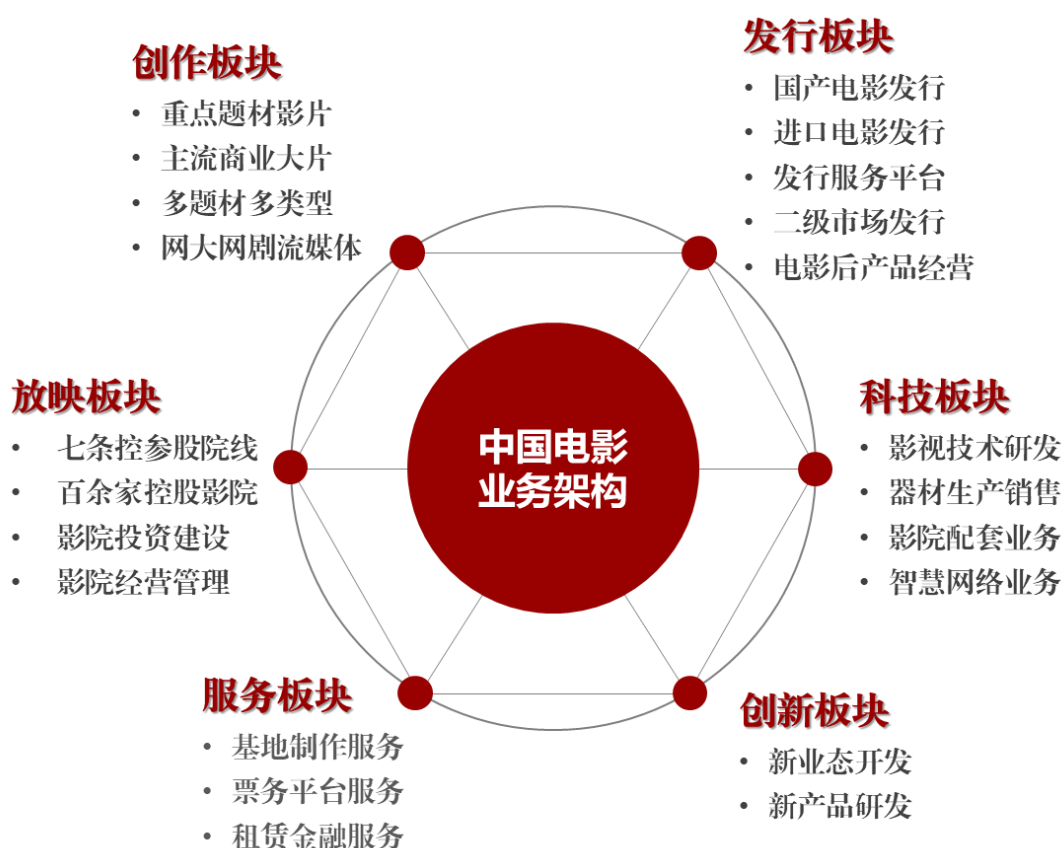 创作板块
• 重点题材影片
• 主流商业大片
• 多题材多类型
• 网大网剧流媒体
发行板块
• 国产电影发行
• 进口电影发行
• 发行服务平台
• 二级市场发行
• 电影后产品经营
放映板块
• 七条控参股院线
• 百余家控股影院
• 影院投资建设
• 影院经营管理
中国电影
业务架构
科技板块
• 影视技术研发
• 器材生产销售
• 影院配套业务
• 智慧网络业务
服务板块
• 基地制作服务
• 票务平台服务
• 租赁金融服务
创新板块
• 新业态开发
• 新产品研发